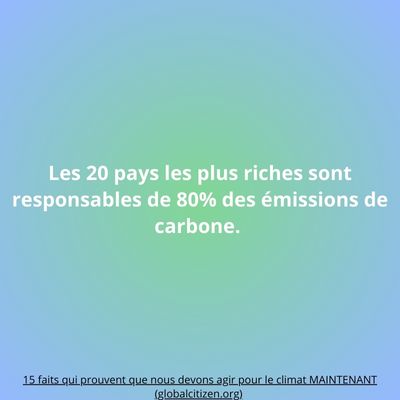 Les 20 pays les plus riches sont
responsables de 80% des émissions de
carbone.
15 faits qui prouvent que nous devons agir pour le climat MAINTENANT
(globalcitizen.org)